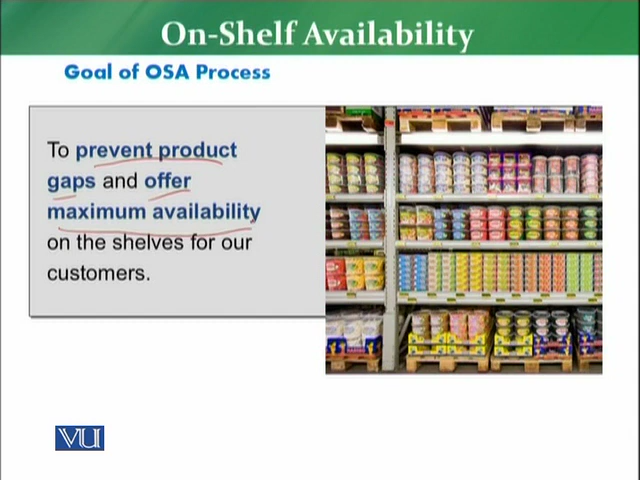 On-Shelf Availability
Goal of OSA Process
To prevent product
gaps and offer
maximum availability
on the shelves for our
customers.
VU